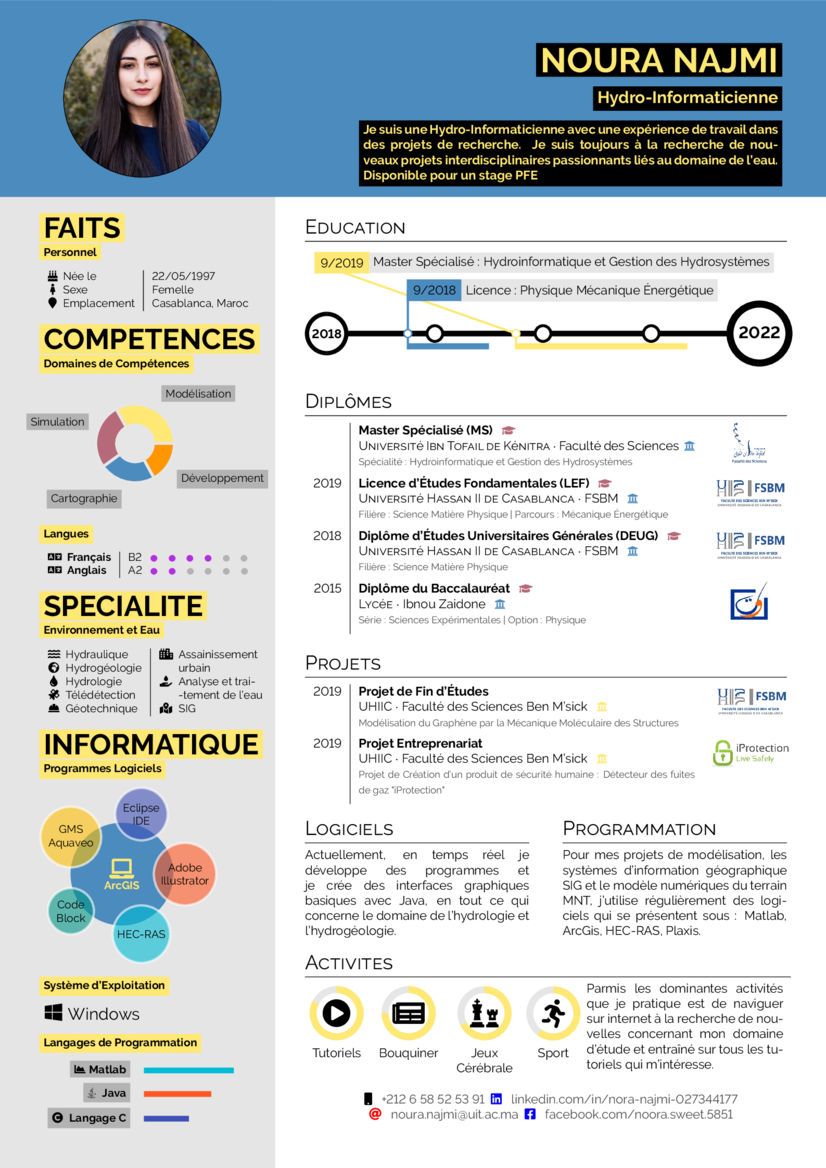 NOURA NAJMI
Hydro-Informaticienne
Je suis une Hydro-Informaticienne avec une expérience de travail dans
des projets de recherche. Je suis toujours à la recherche de nou-
veaux projets interdisciplinaires passionnants liés au domaine de l'eau.
Disponible pour un stage PFE
FAITS
Personnel
Née le 22/05/1997
Sexe Femelle
Emplacement Casablanca, Maroc
COMPETENCES
Domaines de Compétences
Modélisation
Simulation
Développement
Cartographie
Langues
Français B2
Anglais A2
SPECIALITE
Environnement et Eau
Hydraulique
Hydrogéologie
Hydrologie
Télédétection
Géotechnique
Assainissement
urbain
Analyse et trai-
-tement de l'eau
SIG
INFORMATIQUE
Programmes Logiciels
Eclipse
IDE
GMS
Aquaveo
Adobe
Illustrator
ArcGIS
Code
Block
HEC-RAS
Système d'Exploitation
Windows
Langages de Programmation
Matlab
Java
Langage C
EDUCATION
9/2019 Master Spécialisé : Hydroinformatique et Gestion des Hydrosystèmes
9/2018 Licence : Physique Mécanique Énergétique
2018 2022
DIPLÔMES
Master Spécialisé (MS)
UNIVERSITÉ IBN TOFAIL DE KÉNITRA · Faculté des Sciences
Spécialité : Hydroinformatique et Gestion des Hydrosystèmes
2019 Licence d'Études Fondamentales (LEF)
UNIVERSITÉ HASSAN II DE CASABLANCA · FSBM
Filière : Science Matière Physique | Parcours : Mécanique Énergétique
FSBM
2018 Diplôme d'Études Universitaires Générales (DEUG)
UNIVERSITÉ HASSAN II DE CASABLANCA · FSBM
Filière : Science Matière Physique
FSBM
2015 Diplôme du Baccalauréat
LYCÉE · Ibnou Zaidone
Série : Sciences Expérimentales | Option : Physique
PROJETS
2019 Projet de Fin d'Études
UHIIC · Faculté des Sciences Ben M'sick
Modélisation du Graphène par la Mécanique Moléculaire des Structures
FSBM
2019 Projet Entreprenariat
UHIIC · Faculté des Sciences Ben M'sick
Projet de Création d'un produit de sécurité humaine : Détecteur des fuites
de gaz "iProtection"
iProtection
Live Safely
LOGICIELS
Actuellement, en temps réel je
développe des programmes et
je crée des interfaces graphiques
basiques avec Java, en tout ce qui
concerne le domaine de l'hydrologie et
l'hydrogéologie.
PROGRAMMATION
Pour mes projets de modélisation, les
systèmes d'information géographique
SIG et le modèle numériques du terrain
MNT, j'utilise régulièrement des logi-
ciels qui se présentent sous : Matlab,
ArcGis, HEC-RAS, Plaxis.
ACTIVITES
Tutoriels
Bouquiner
Jeux
Cérébrale
Sport
Parmis les dominantes activités
que je pratique est de naviguer
sur internet à la recherche de nou-
velles concernant mon domaine
d'étude et entraîné sur tous les tu-
toriels qui m'intéresse.
+212 6 58 52 53 91 linkedin.com/in/nora-najmi-027344177
noura.najmi@uit.ac.ma facebook.com/noora.sweet.5851